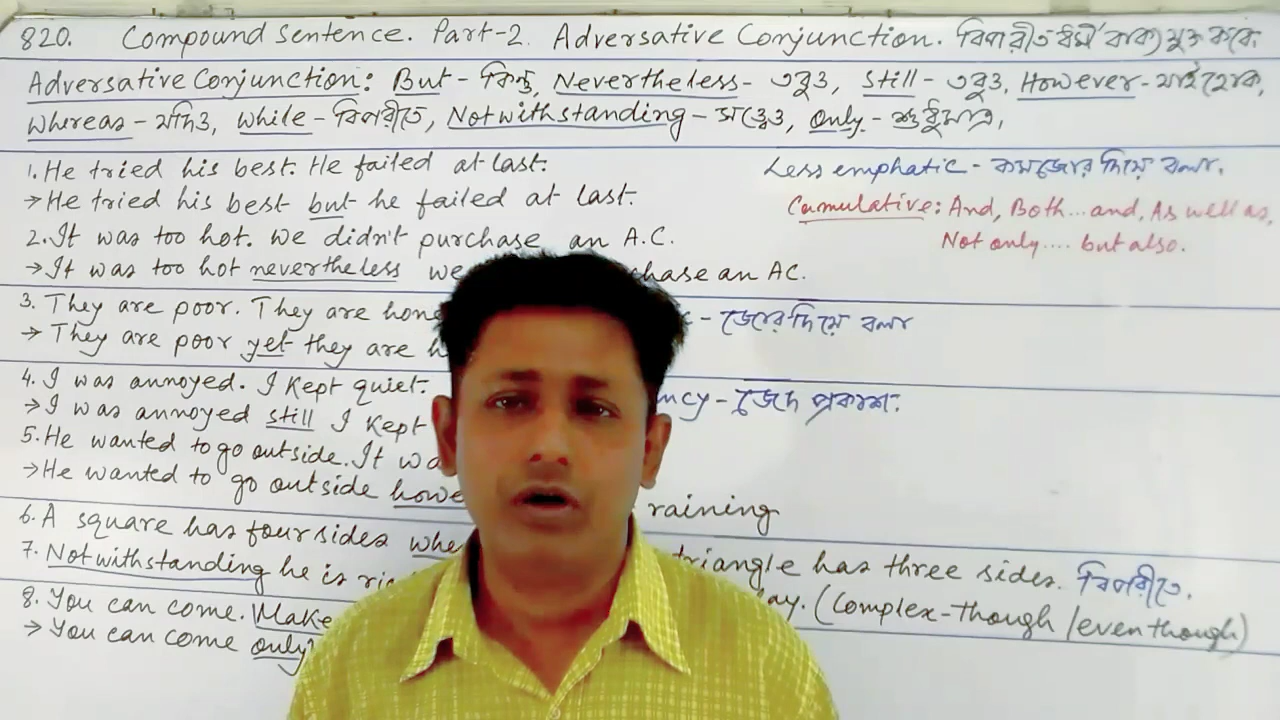 820. Compound Sentence. Part-2. Adversative Conjunction. বিপরীতধর্মী বাক্য যুক্ত করে.
Adversative Conjunction: But - কিন্তু, Nevertheless - তবুও, Still - তবুও, However - যাইহোক,
Whereas - যদিও, While - বিপরীতে, Notwithstanding - সত্ত্বেও, Only - শুধুমাত্র,
1. He tried his best. He failed at last.
Less emphatic - কমজোর দিয়ে বলা.
→ He tried his best but he failed at last.
Cumulative: And, Both... and, As well as,
2. It was too hot. We didn't purchase an A.C.
Not only.... but also.
→ It was too hot nevertheless we chase an AC.
3. They are poor. They are hone - জোর দিয়ে বলা
→ They are poor yet they are h
4. I was annoyed. I kept quiet.
ncy - জেদ প্রকাশ.
→ I was annoyed still I kept
5. He wanted to go outside. It wa
→ He wanted to go outside howe raining
6. A square has four sides whe triangle has three sides. বিপরীতে.
7. Notwithstanding he is ri ay. (Complex - though / even though)
8. You can come. Make
→ You can come only